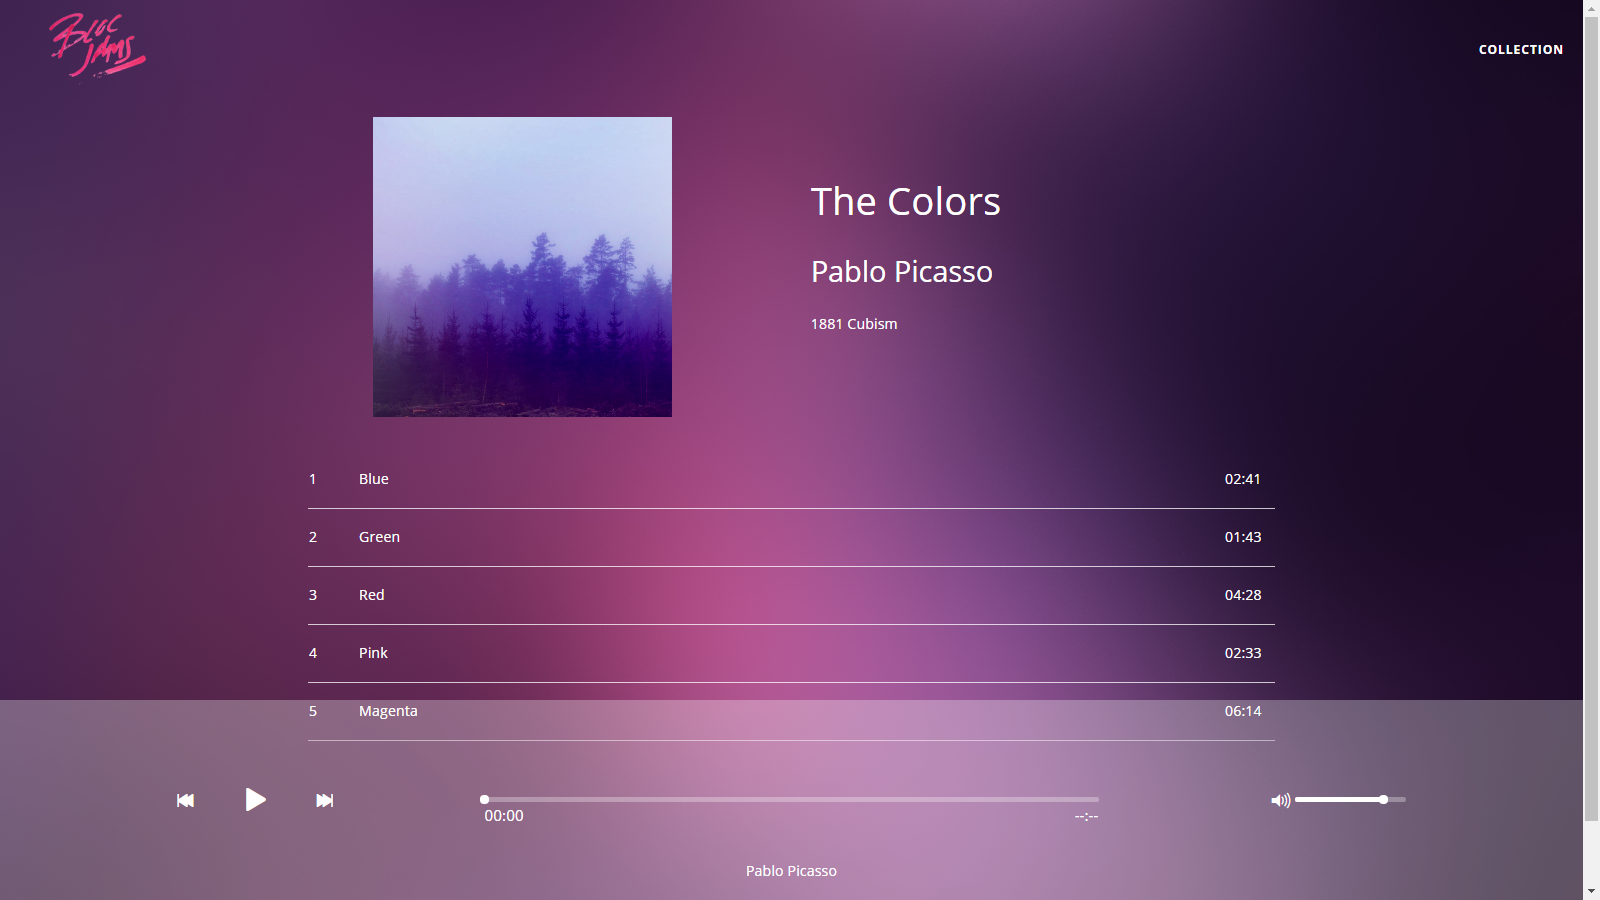 BLOC
JAMS
COLLECTION
The Colors
Pablo Picasso
1881 Cubism
1 Blue 02:41
2 Green 01:43
3 Red 04:28
4 Pink 02:33
5 Magenta 06:14
00:00 --:--
Pablo Picasso